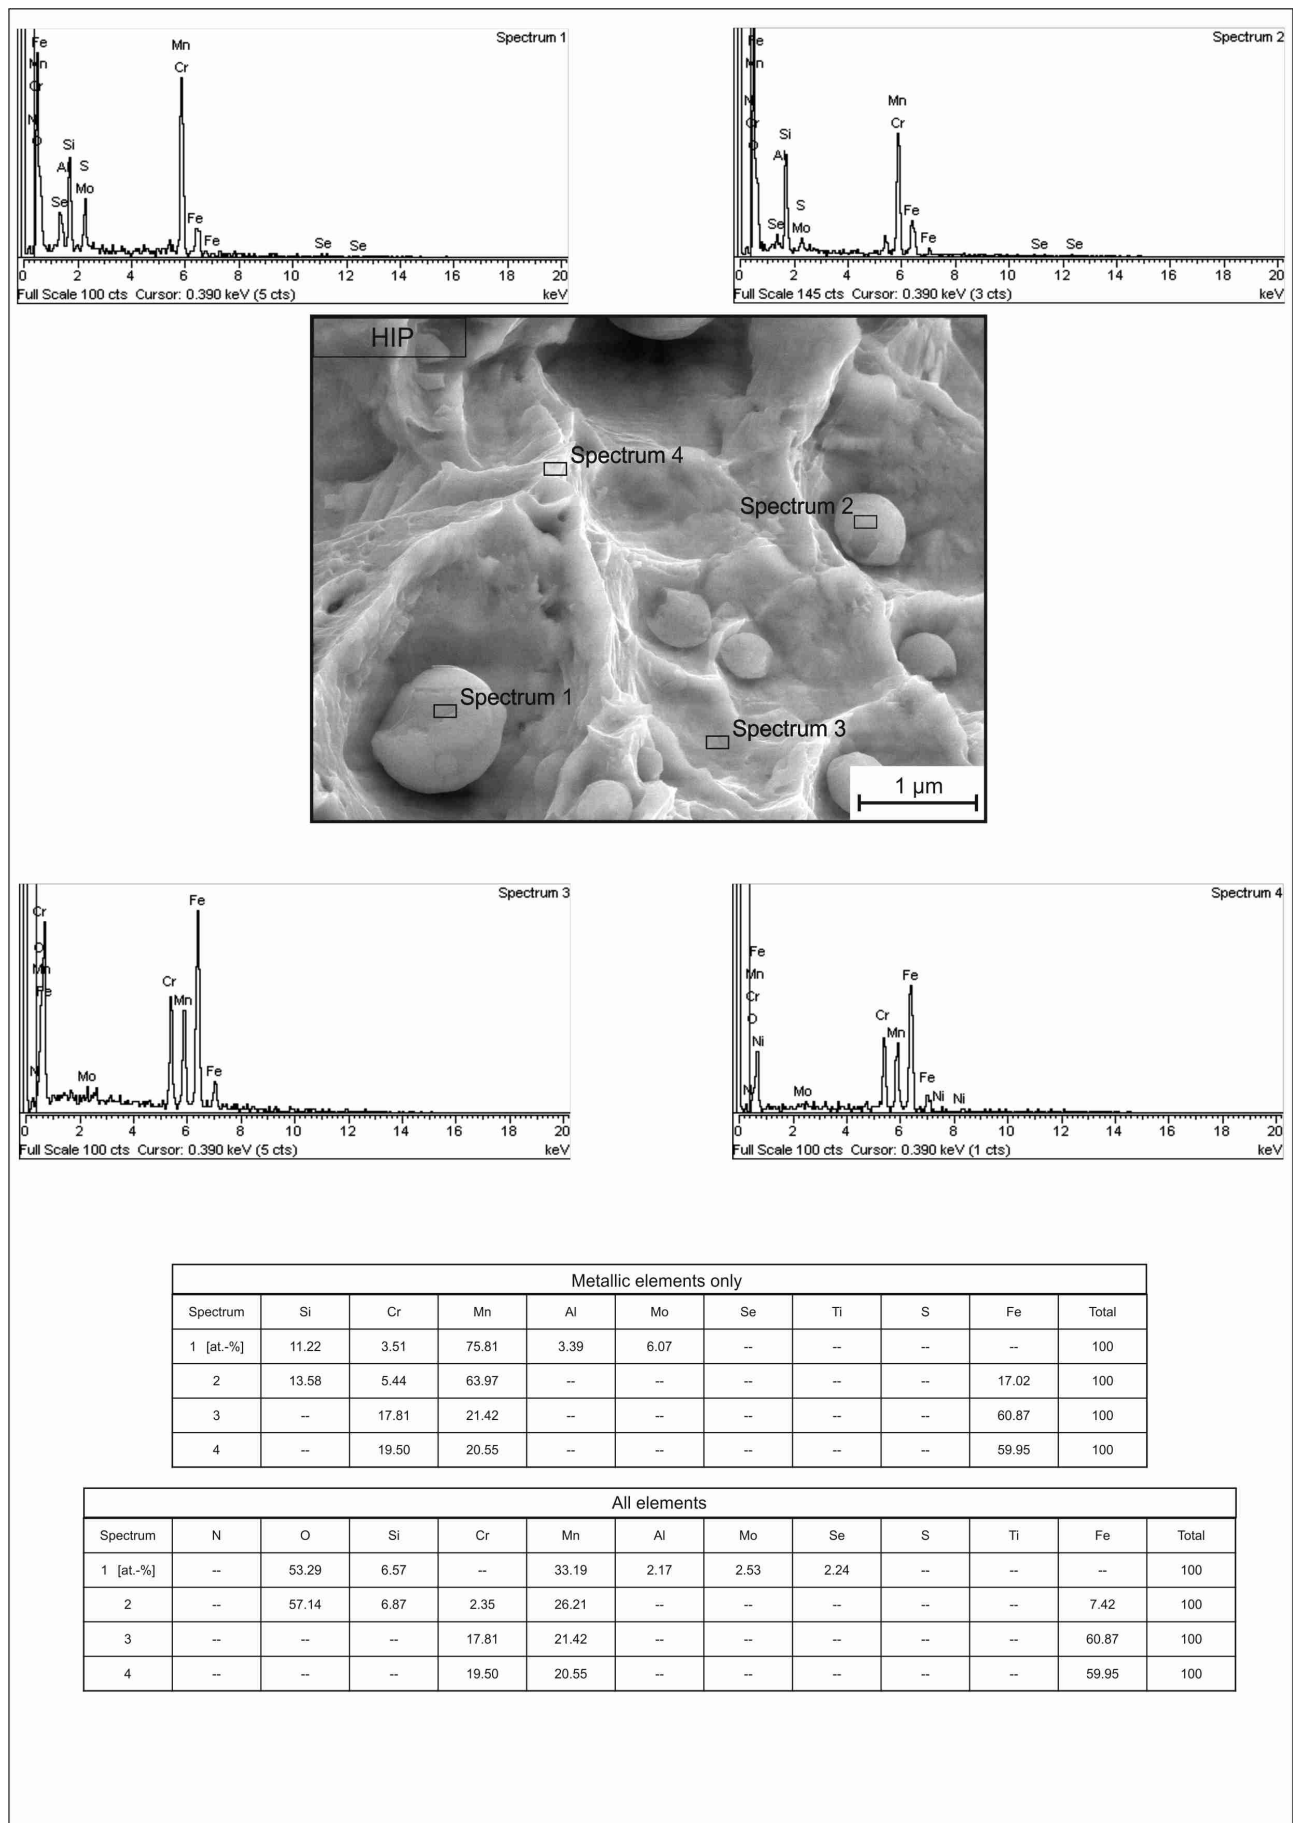 Spectrum 1
Fe
Mn
Cr
N
O
Mn
Cr
Si
Al
S
Se
Mo
Fe
Fe
Se
Se
0 2 4 6 8 10 12 14 16 18 20
Full Scale 100 cts Cursor: 0.390 keV (5 cts) keV
Spectrum 2
Fe
Mn
N
Cr
O
Mn
Cr
Si
Al
S
Se
Mo
Fe
Fe
Se
Se
0 2 4 6 8 10 12 14 16 18 20
Full Scale 145 cts Cursor: 0.390 keV (3 cts) keV
HIP
Spectrum 4
Spectrum 2
Spectrum 1
Spectrum 3
1 µm
Spectrum 3
Cr
O
Mn
Fe
N
Mo
Cr
Mn
Fe
Fe
0 2 4 6 8 10 12 14 16 18 20
Full Scale 100 cts Cursor: 0.390 keV (5 cts) keV
Spectrum 4
Fe
Mn
Cr
O
Ni
N
Mo
Cr
Mn
Fe
Fe
Ni
Ni
0 2 4 6 8 10 12 14 16 18 20
Full Scale 100 cts Cursor: 0.390 keV (1 cts) keV
Metallic elements only
Spectrum Si Cr Mn Al Mo Se Ti S Fe Total
1 [at.-%] 11.22 3.51 75.81 3.39 6.07 -- -- -- -- 100
2 13.58 5.44 63.97 -- -- -- -- -- 17.02 100
3 -- 17.81 21.42 -- -- -- -- -- 60.87 100
4 -- 19.50 20.55 -- -- -- -- -- 59.95 100
All elements
Spectrum N O Si Cr Mn Al Mo Se S Ti Fe Total
1 [at.-%] -- 53.29 6.57 -- 33.19 2.17 2.53 2.24 -- -- -- 100
2 -- 57.14 6.87 2.35 26.21 -- -- -- -- -- 7.42 100
3 -- -- -- 17.81 21.42 -- -- -- -- -- 60.87 100
4 -- -- -- 19.50 20.55 -- -- -- -- -- 59.95 100